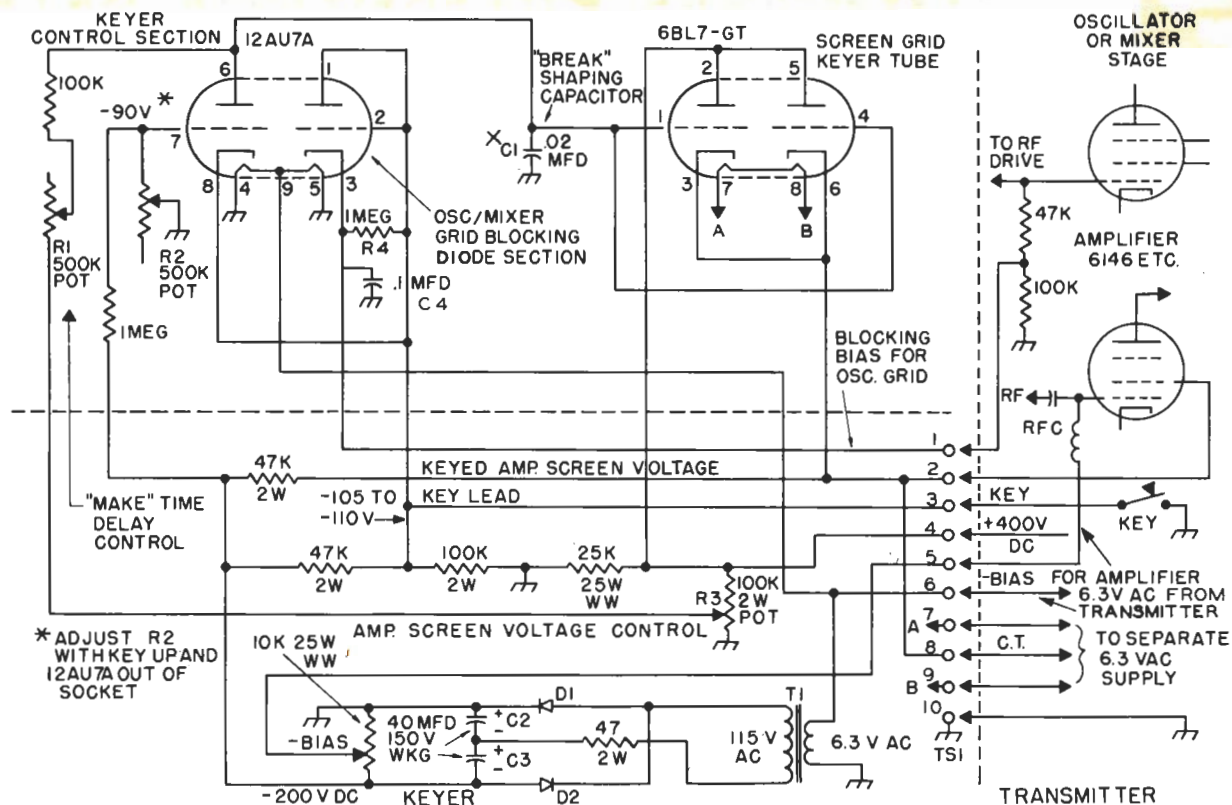 KEYER
CONTROL SECTION
12AU7A
6BL7-GT
SCREEN GRID
KEYER TUBE
OSCILLATOR
OR MIXER
STAGE
"BREAK"
SHAPING
CAPACITOR
100K
-90V *
6
1
7
2
8
4
9
5
3
X C1
.02
MFD
2
5
1
4
3
7
8
6
A
B
TO RF
DRIVE
47K
100K
AMPLIFIER
6146 ETC.
R1
500K
POT
R2
500K
POT
1MEG
1MEG
R4
.1MFD
C4
OSC/MIXER
GRID BLOCKING
DIODE SECTION
BLOCKING
BIAS FOR
OSC. GRID
RF
RFC
"MAKE" TIME
DELAY
CONTROL
47K
2W
KEYED AMP. SCREEN VOLTAGE
-105 TO
-110V
KEY LEAD
47K
2W
100K
2W
25K
25W
WW
R3
100K
2W
POT
AMP. SCREEN VOLTAGE CONTROL
1
2
3
KEY
KEY
4
+400V
DC
5
6
-BIAS
FOR AMPLIFIER
6.3V AC FROM
TRANSMITTER
A
7
8
C.T.
B
9
TO SEPARATE
6.3 VAC
SUPPLY
10
TS1
* ADJUST R2
WITH KEY UP AND
12AU7A OUT OF
SOCKET
10K 25W
WW
-BIAS
40 MFD
150V
WKG
+
C2
-
+
C3
-
D1
D2
47
2W
T1
115V
AC
6.3 V AC
-200V DC
KEYER
TRANSMITTER